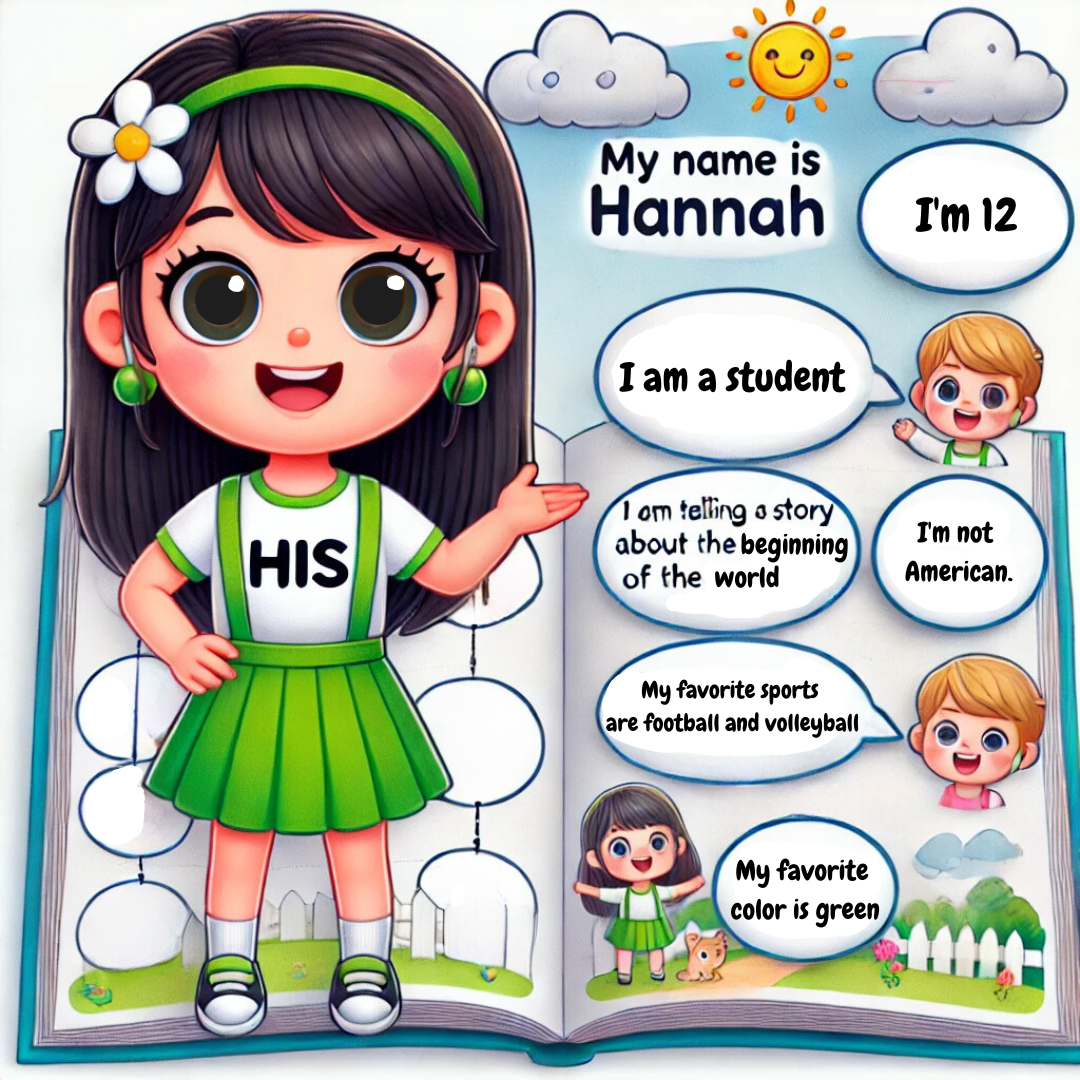 My name is
Hannah
I'm 12
I am a student
HIS
I am telling a story
about the beginning
of the world
I'm not
American.
My favorite sports
are football and volleyball
My favorite
color is green